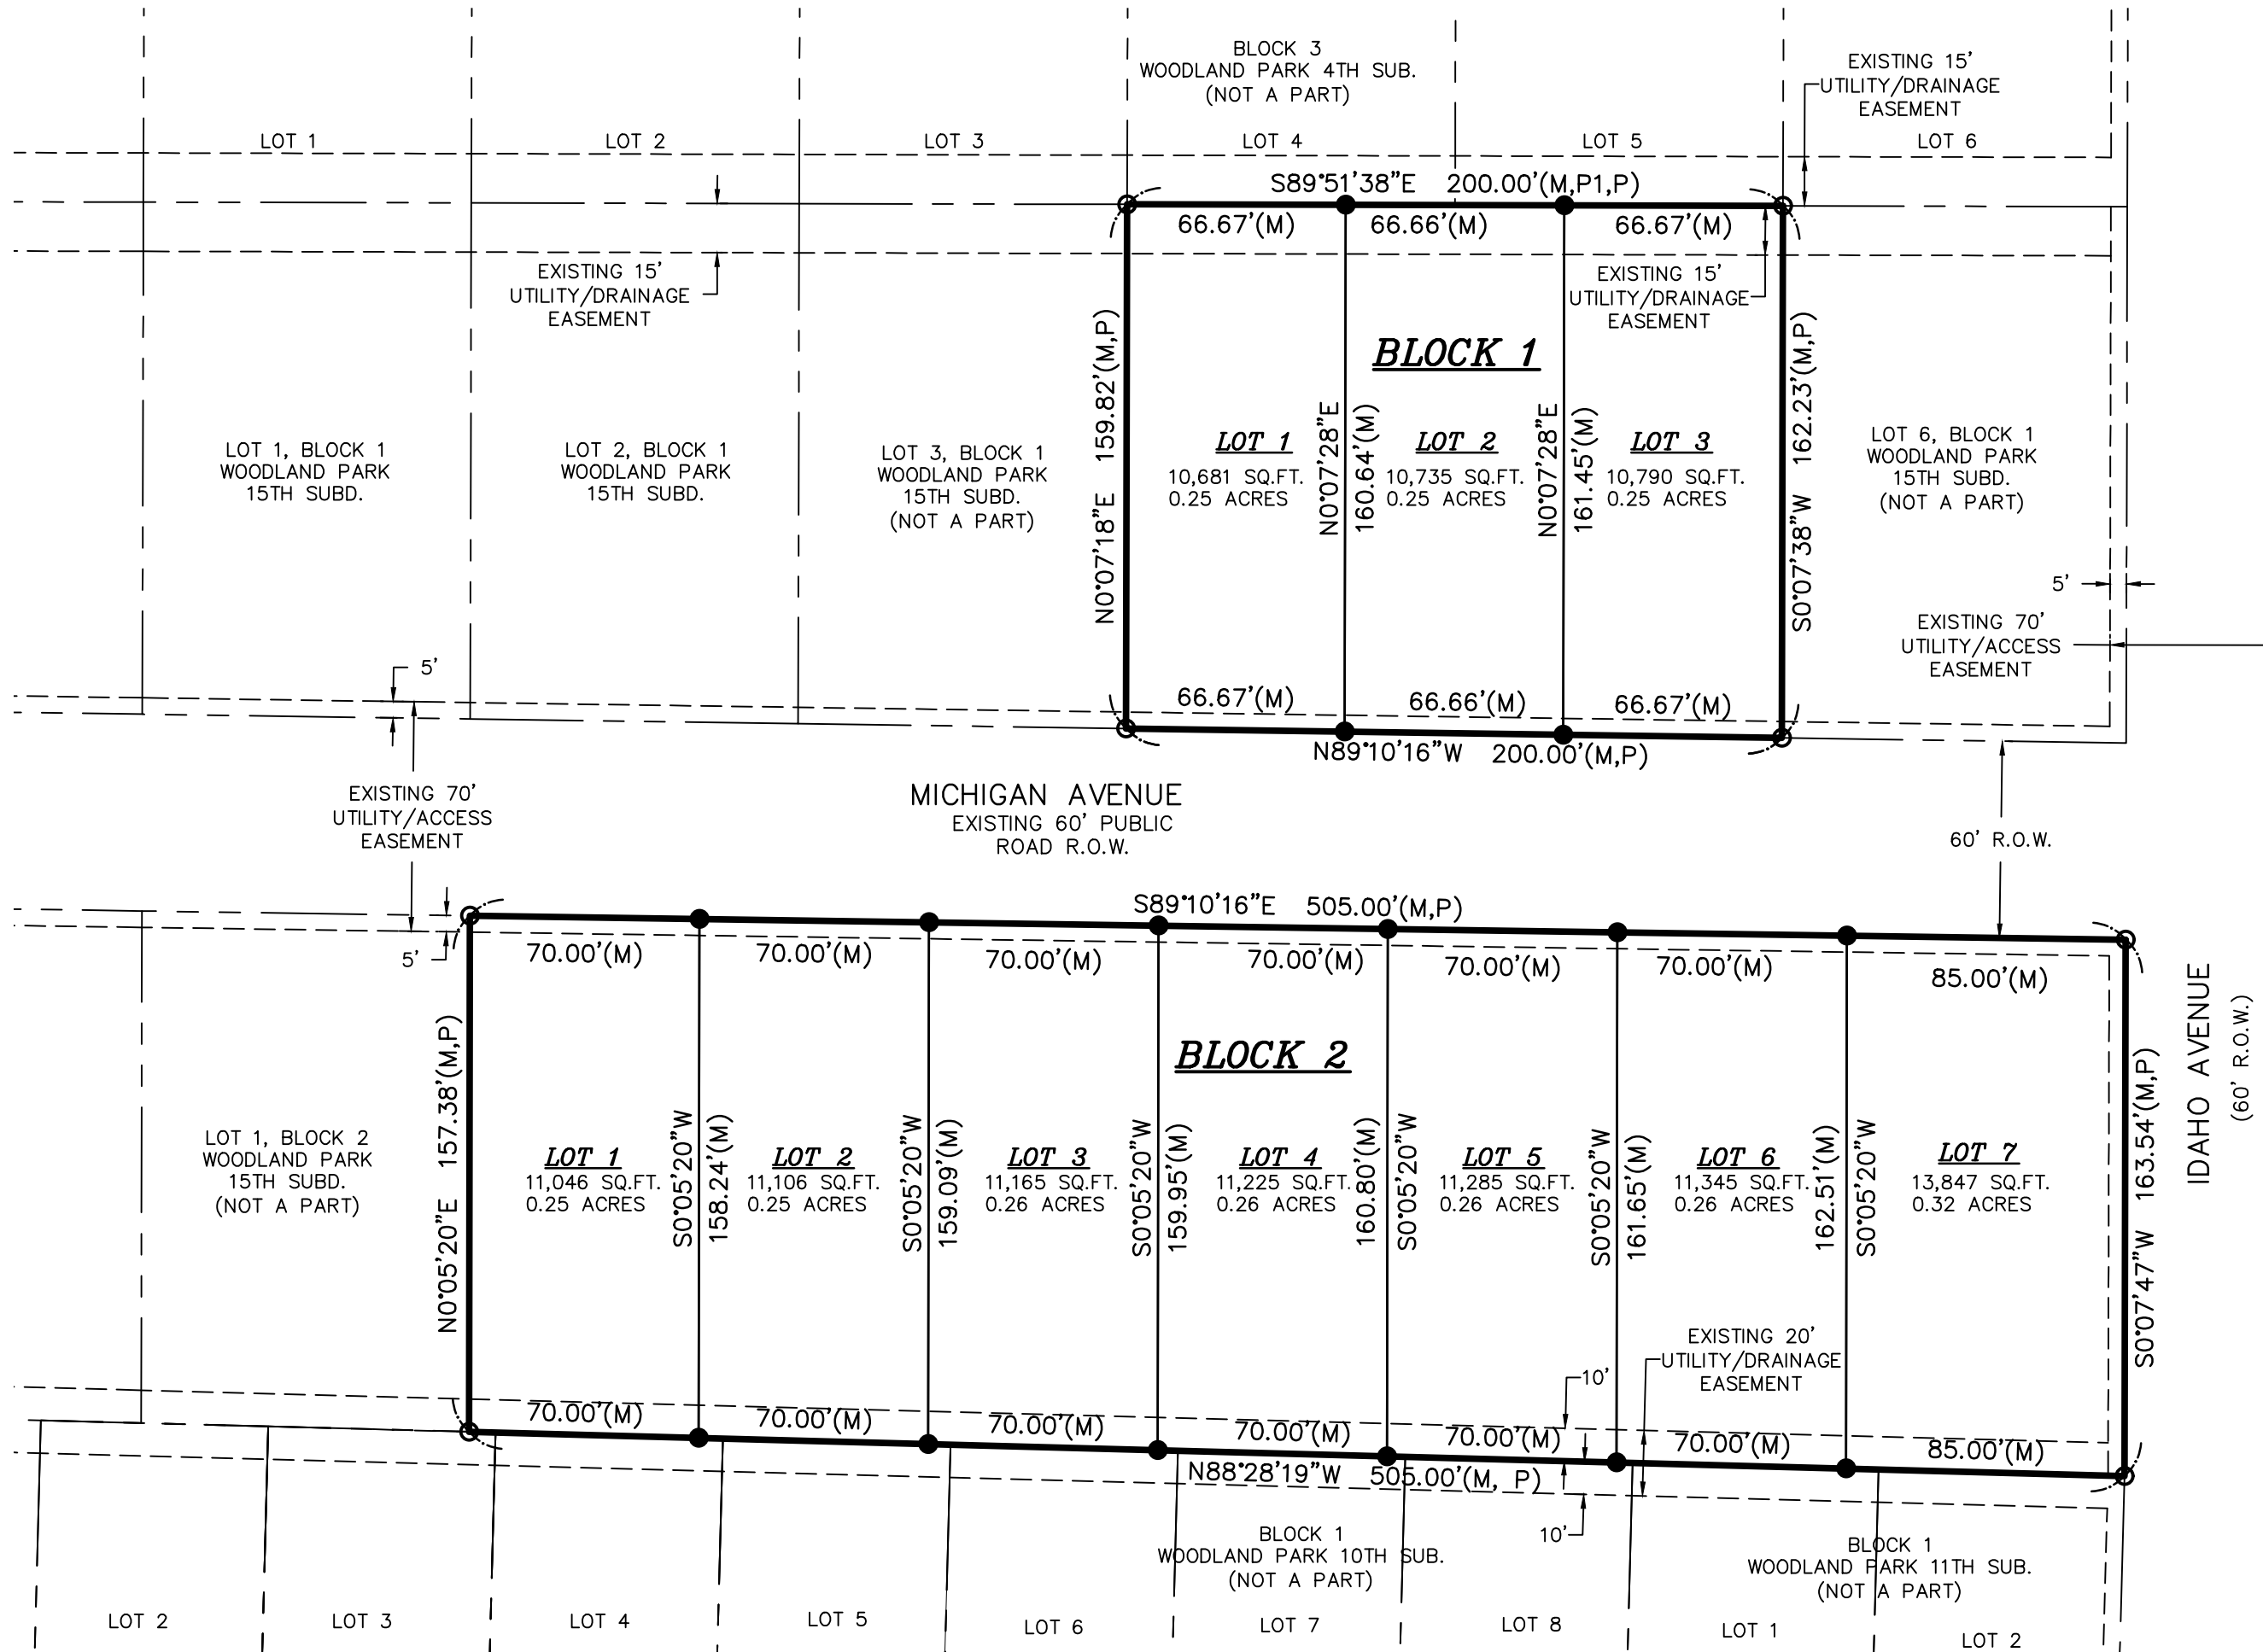 BLOCK 3
WOODLAND PARK 4TH SUB.
(NOT A PART)
EXISTING 15'
UTILITY/DRAINAGE
EASEMENT
LOT 1
LOT 2
LOT 3
LOT 4
LOT 5
LOT 6
S89°51'38"E 200.00'(M,P1,P)
66.67'(M)
66.66'(M)
66.67'(M)
EXISTING 15'
UTILITY/DRAINAGE
EASEMENT
EXISTING 15'
UTILITY/DRAINAGE
EASEMENT
BLOCK 1
N0°07'18"E 159.82'(M,P)
N0°07'28"E
160.64'(M)
N0°07'28"E
161.45'(M)
S0°07'38"W 162.23'(M,P)
LOT 1, BLOCK 1
WOODLAND PARK
15TH SUBD.
LOT 2, BLOCK 1
WOODLAND PARK
15TH SUBD.
LOT 3, BLOCK 1
WOODLAND PARK
15TH SUBD.
(NOT A PART)
LOT 1
10,681 SQ.FT.
0.25 ACRES
LOT 2
10,735 SQ.FT.
0.25 ACRES
LOT 3
10,790 SQ.FT.
0.25 ACRES
LOT 6, BLOCK 1
WOODLAND PARK
15TH SUBD.
(NOT A PART)
5'
EXISTING 70'
UTILITY/ACCESS
EASEMENT
5'
66.67'(M)
66.66'(M)
66.67'(M)
N89°10'16"W 200.00'(M,P)
EXISTING 70'
UTILITY/ACCESS
EASEMENT
MICHIGAN AVENUE
EXISTING 60' PUBLIC
ROAD R.O.W.
60' R.O.W.
S89°10'16"E 505.00'(M,P)
5'
70.00'(M)
70.00'(M)
70.00'(M)
70.00'(M)
70.00'(M)
70.00'(M)
85.00'(M)
BLOCK 2
IDAHO AVENUE
(60' R.O.W.)
N0°05'20"E 157.38'(M,P)
S0°05'20"W
158.24'(M)
S0°05'20"W
159.09'(M)
S0°05'20"W
159.95'(M)
160.80'(M)
S0°05'20"W
S0°05'20"W
161.65'(M)
162.51'(M)
S0°05'20"W
S0°07'47"W 163.54'(M,P)
LOT 1, BLOCK 2
WOODLAND PARK
15TH SUBD.
(NOT A PART)
LOT 1
11,046 SQ.FT.
0.25 ACRES
LOT 2
11,106 SQ.FT.
0.25 ACRES
LOT 3
11,165 SQ.FT.
0.26 ACRES
LOT 4
11,225 SQ.FT.
0.26 ACRES
LOT 5
11,285 SQ.FT.
0.26 ACRES
LOT 6
11,345 SQ.FT.
0.26 ACRES
LOT 7
13,847 SQ.FT.
0.32 ACRES
EXISTING 20'
UTILITY/DRAINAGE
EASEMENT
10'
70.00'(M)
70.00'(M)
70.00'(M)
70.00'(M)
70.00'(M)
70.00'(M)
85.00'(M)
N88°28'19"W 505.00'(M, P)
10'
BLOCK 1
WOODLAND PARK 10TH SUB.
(NOT A PART)
BLOCK 1
WOODLAND PARK 11TH SUB.
(NOT A PART)
LOT 2
LOT 3
LOT 4
LOT 5
LOT 6
LOT 7
LOT 8
LOT 1
LOT 2